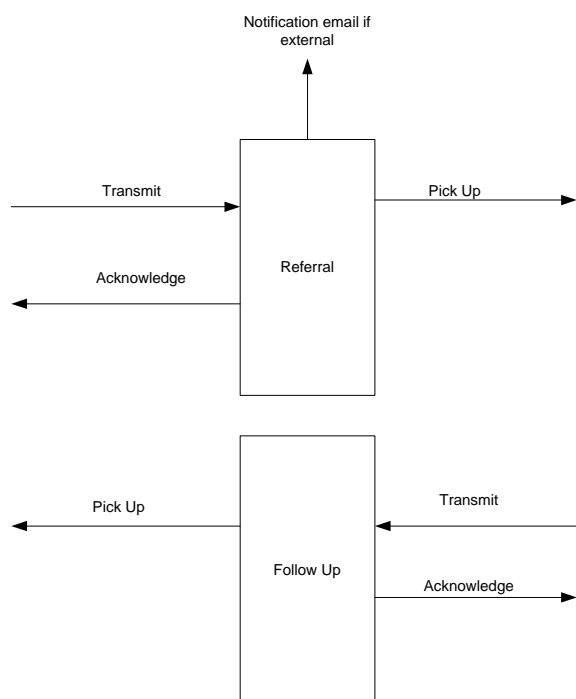 Notification email if
external
Transmit
Pick Up
Referral
Acknowledge
Pick Up
Transmit
Follow Up
Acknowledge